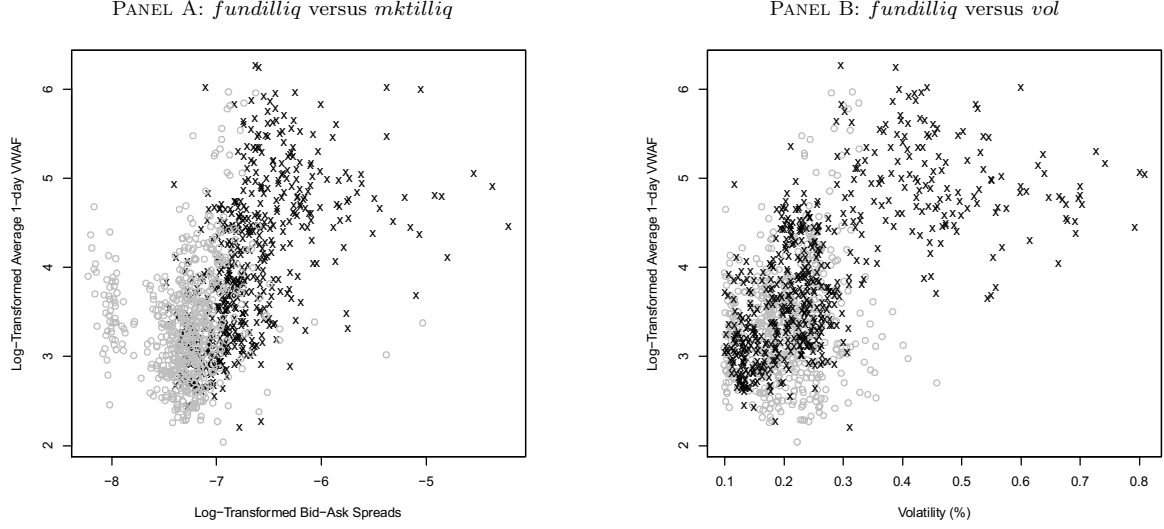 PANEL A: fundilliq versus mktilliq
6
5
4
3
2
Log−Transformed Average 1−day VWAF
−8 −7 −6 −5
Log−Transformed Bid−Ask Spreads
PANEL B: fundilliq versus vol
6
5
4
3
2
Log−Transformed Average 1−day VWAF
0.1 0.2 0.3 0.4 0.5 0.6 0.7 0.8
Volatility (%)